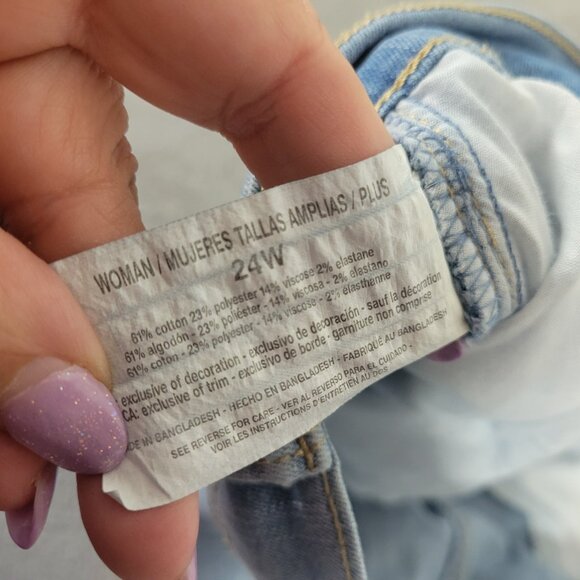 WOMAN / MUJERES TALLAS AMPLIAS / PLUS
24W
61% cotton 23% polyester 14% viscose 2% elastane
61% algodón - 23% poliéster - 14% viscosa - 2% elastano
61% coton - 23% polyester - 14% viscose - 2% élasthanne
exclusive of decoration - exclusivo de decoración - sauf la décoration
CA: exclusive of trim - exclusivo de borde - garniture non comprise
DE IN BANGLADESH - HECHO EN BANGLADESH - FABRIQUÉ AU BANGLADESH
SEE REVERSE FOR CARE - VER AL REVERSO PARA EL CUIDADO -
VOIR LES INSTRUCTIONS D'ENTRETIEN AU DOS